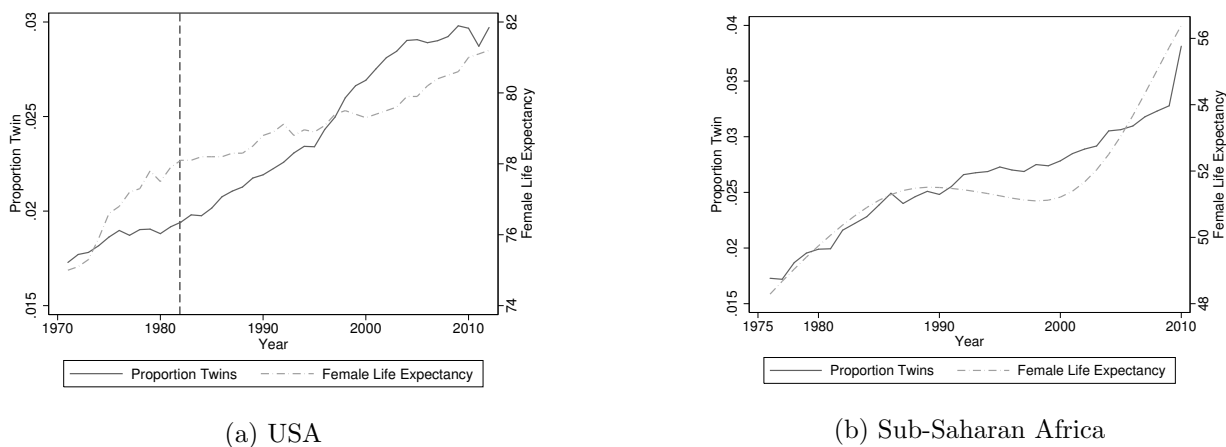 .03
.025
.02
.015
Proportion Twin
82
80
78
76
74
Female Life Expectancy
1970 1980 1990 2000 2010
Year
Proportion Twins Female Life Expectancy
(a) USA
.04
.035
.03
.025
.02
.015
Proportion Twin
56
54
52
50
48
Female Life Expectancy
1975 1980 1990 2000 2010
Year
Proportion Twins Female Life Expectancy
(b) Sub-Saharan Africa